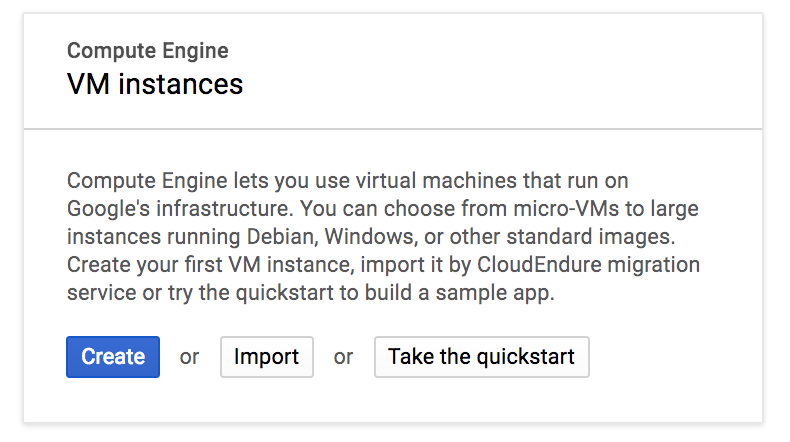 Compute Engine
VM instances
Compute Engine lets you use virtual machines that run on
Google's infrastructure. You can choose from micro-VMs to large
instances running Debian, Windows, or other standard images.
Create your first VM instance, import it by CloudEndure migration
service or try the quickstart to build a sample app.
Create or Import or Take the quickstart